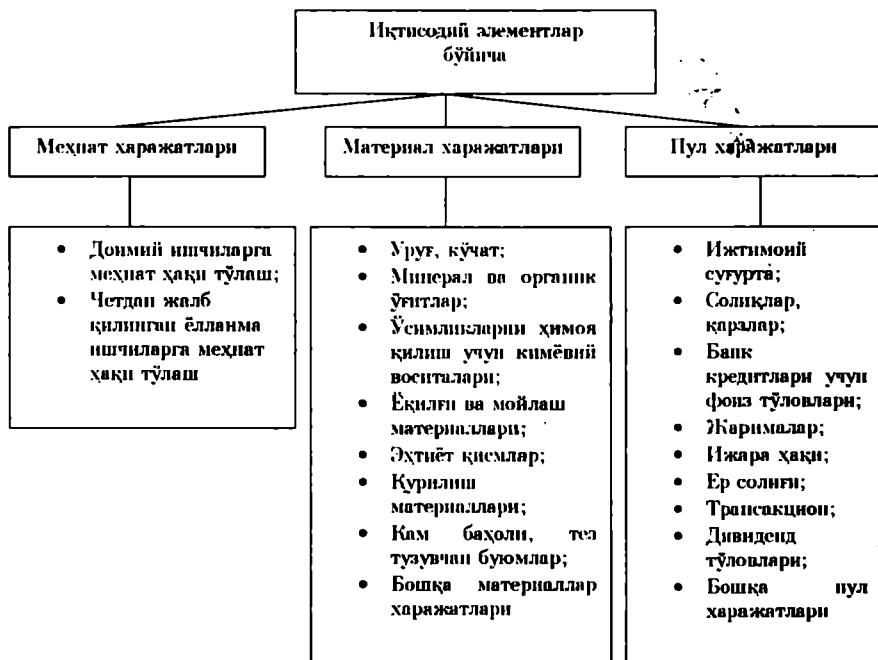 Иқтисодий элементлар
бўйича
Меҳнат харажатлари
Материал харажатлари
Пул харажатлари
• Доимий ишчиларга
меҳнат ҳақи тўлаш;
• Четдан жалб
қилинган ёлланма
ишчиларга меҳнат
ҳақи тўлаш
• Уруғ, кўчат;
• Минерал ва органик
ўғитлар;
• Ўсимликларни ҳимоя
қилиш учун кимёвий
воситалари;
• Ёқилғи ва мойлаш
материаллари;
• Эҳтиёт қисмлар;
• Қурилиш
материаллари;
• Кам баҳоли, тез
тузувчан буюмлар;
• Бошқа материаллар
харажатлари
• Ижтимоий
суғурта;
• Солиқлар,
қарзлар;
• Банк
кредитлари учун
фоиз тўловлари;
• Жарималар;
• Ижара ҳақи;
• Ер солиғи;
• Трансакцион;
• Дивиденд
тўловлари;
• Бошқа пул
харажатлари